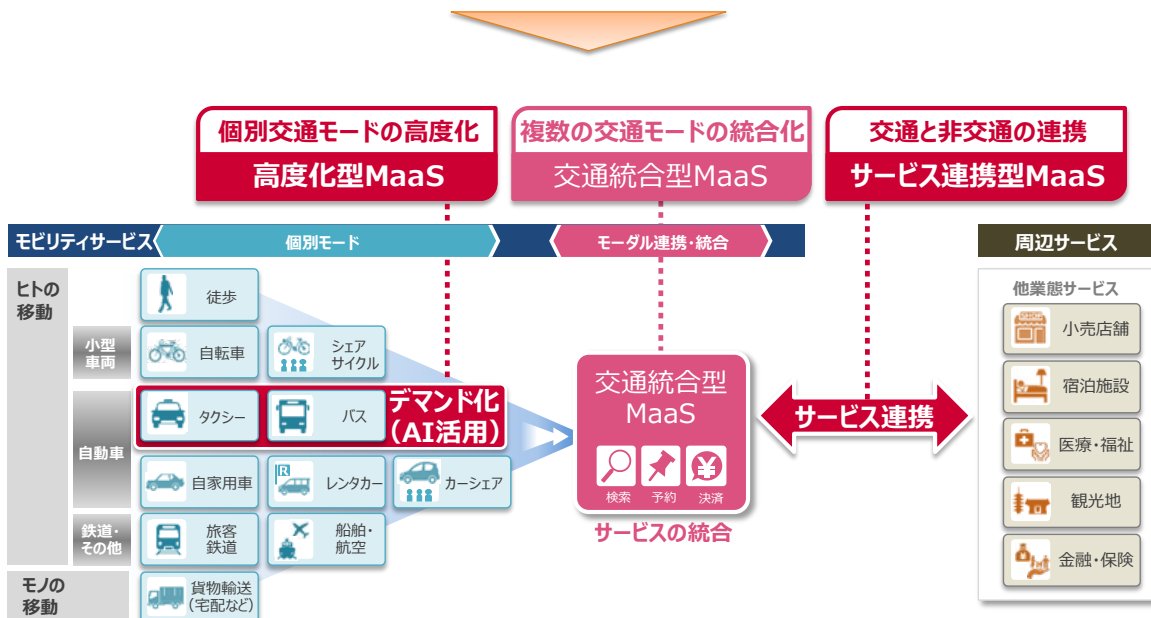 個別交通モードの高度化
高度化型MaaS
複数の交通モードの統合化
交通統合型MaaS
交通と非交通の連携
サービス連携型MaaS
モビリティサービス
個別モード
モーダル連携・統合
周辺サービス
ヒトの
移動
徒歩
小型
車両
自転車
シェア
サイクル
自動車
タクシー
バス
デマンド化
（AI活用）
自家用車
R
レンタカー
カーシェア
鉄道・
その他
旅客
鉄道
船舶・
航空
モノの
移動
貨物輸送
(宅配など)
交通統合型
MaaS
検索
予約
決済
サービスの統合
サービス連携
他業態サービス
SHOP
小売店舗
宿泊施設
医療・福祉
観光地
金融・保険